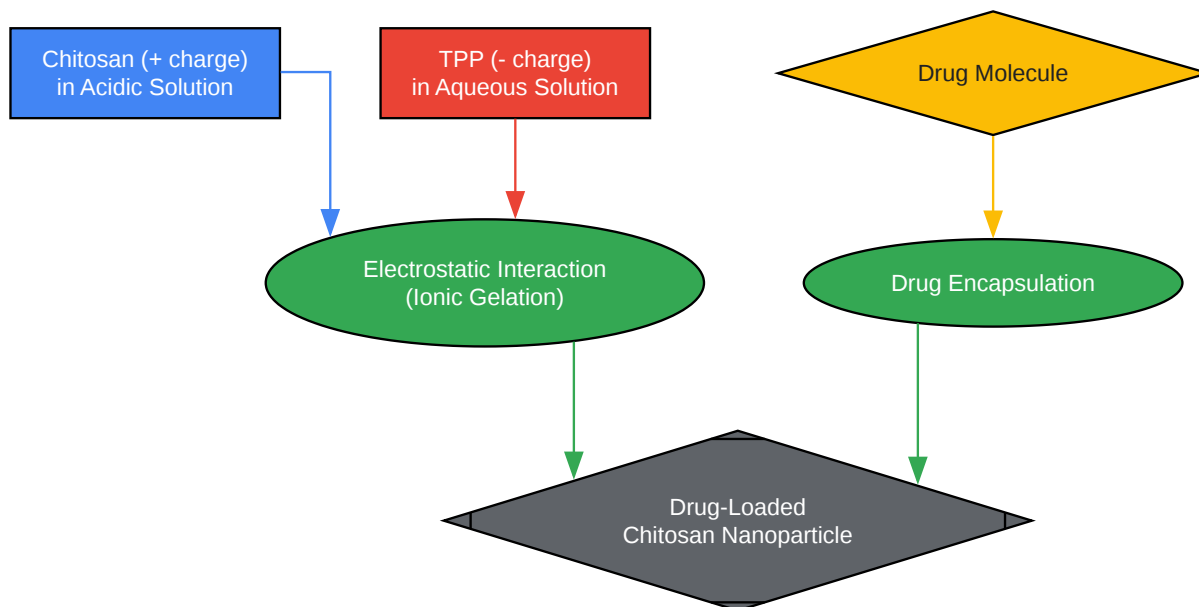 Chitosan (+ charge)
in Acidic Solution
TPP (- charge)
in Aqueous Solution
Drug Molecule
Electrostatic Interaction
(Ionic Gelation)
Drug Encapsulation
Drug-Loaded
Chitosan Nanoparticle